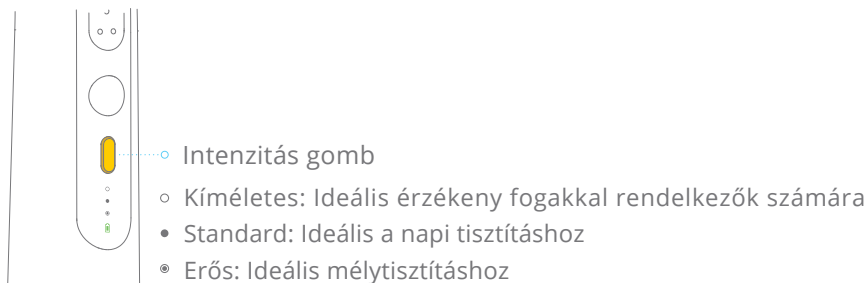 Intenzitás gomb
Kíméletes: Ideális érzékeny fogakkal rendelkezők számára
Standard: Ideális a napi tisztításhoz
Erős: Ideális mélytisztításhoz